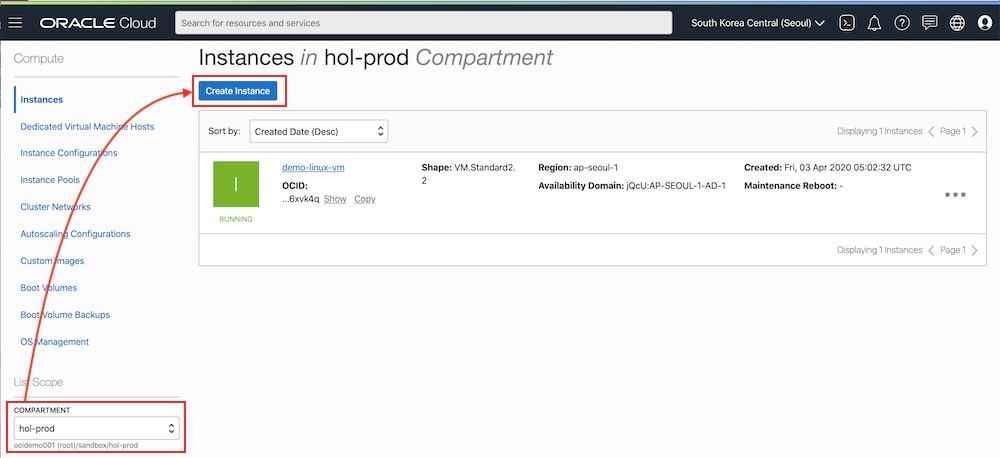 ORACLE Cloud
Search for resources and services
South Korea Central (Seoul)
Compute
Instances
Dedicated Virtual Machine Hosts
Instance Configurations
Instance Pools
Cluster Networks
Autoscaling Configurations
Custom Images
Boot Volumes
Boot Volume Backups
OS Management
List Scope
COMPARTMENT
hol-prod
ocidemo001 (root)/sandbox/hol-prod
Instances in hol-prod Compartment
Create Instance
Sort by: Created Date (Desc)
Displaying 1 Instances < Page 1 >
I
RUNNING
demo-linux-vm
OCID:
...6xvk4q Show Copy
Shape: VM.Standard2.
2
Region: ap-seoul-1
Availability Domain: jQcU:AP-SEOUL-1-AD-1
Created: Fri, 03 Apr 2020 05:02:32 UTC
Maintenance Reboot: -
Displaying 1 Instances < Page 1 >